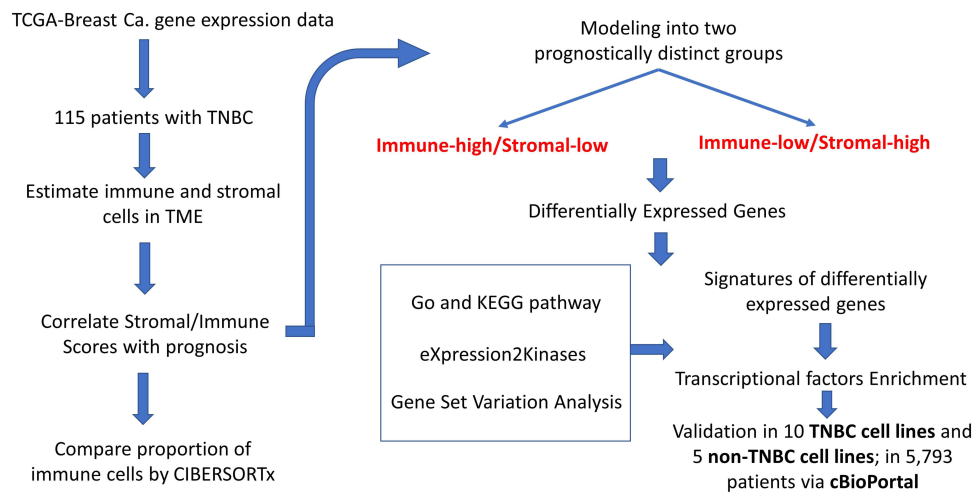 TCGA-Breast Ca. gene expression data
115 patients with TNBC
Estimate immune and stromal
cells in TME
Correlate Stromal/Immune
Scores with prognosis
Compare proportion of
immune cells by CIBERSORTx
Modeling into two
prognostically distinct groups
Immune-high/Stromal-low
Immune-low/Stromal-high
Differentially Expressed Genes
Go and KEGG pathway
eXpression2Kinases
Gene Set Variation Analysis
Signatures of differentially
expressed genes
Transcriptional factors Enrichment
Validation in 10 TNBC cell lines and
5 non-TNBC cell lines; in 5,793
patients via cBioPortal